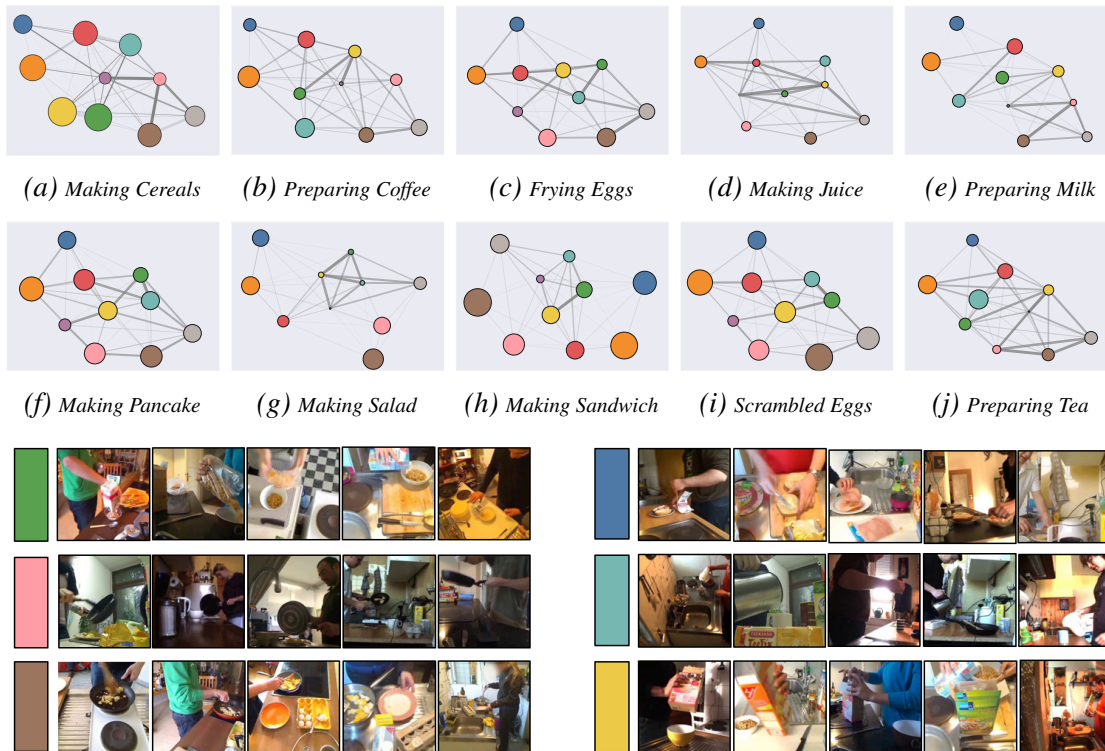 (a) Making Cereals
(b) Preparing Coffee
(c) Frying Eggs
(d) Making Juice
(e) Preparing Milk
(f) Making Pancake
(g) Making Salad
(h) Making Sandwich
(i) Scrambled Eggs
(j) Preparing Tea